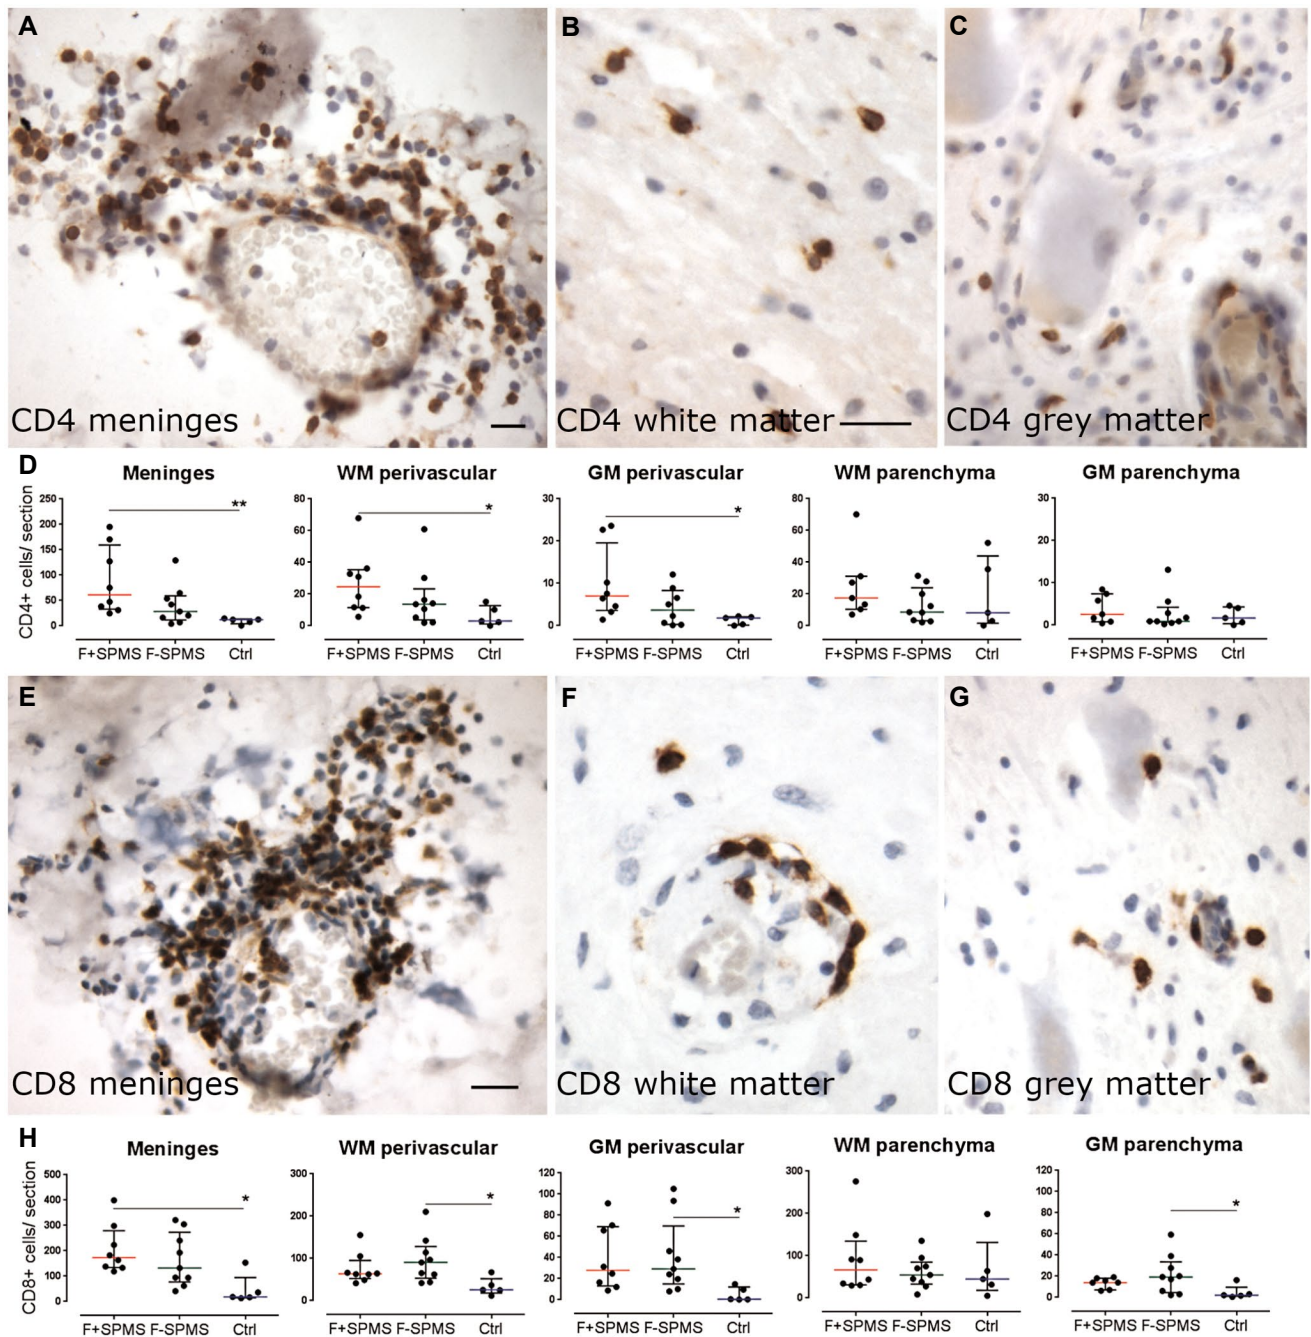 A
B
C
CD4 meninges
CD4 white matter
CD4 grey matter
D
Meninges
WM perivascular
GM perivascular
WM parenchyma
GM parenchyma
CD4+ cells/ section
250
200
150
100
50
0
**
F+SPMS F-SPMS Ctrl
80
60
40
20
0
*
F+SPMS F-SPMS Ctrl
30
20
10
0
*
F+SPMS F-SPMS Ctrl
80
60
40
20
0
F+SPMS F-SPMS Ctrl
30
20
10
0
F+SPMS F-SPMS Ctrl
E
F
G
CD8 meninges
CD8 white matter
CD8 grey matter
H
Meninges
WM perivascular
GM perivascular
WM parenchyma
GM parenchyma
CD8+ cells/ section
500
400
300
200
100
0
*
F+SPMS F-SPMS Ctrl
300
200
100
0
*
F+SPMS F-SPMS Ctrl
120
100
80
60
40
20
0
*
F+SPMS F-SPMS Ctrl
300
200
100
0
F+SPMS F-SPMS Ctrl
120
100
80
60
40
20
0
*
F+SPMS F-SPMS Ctrl